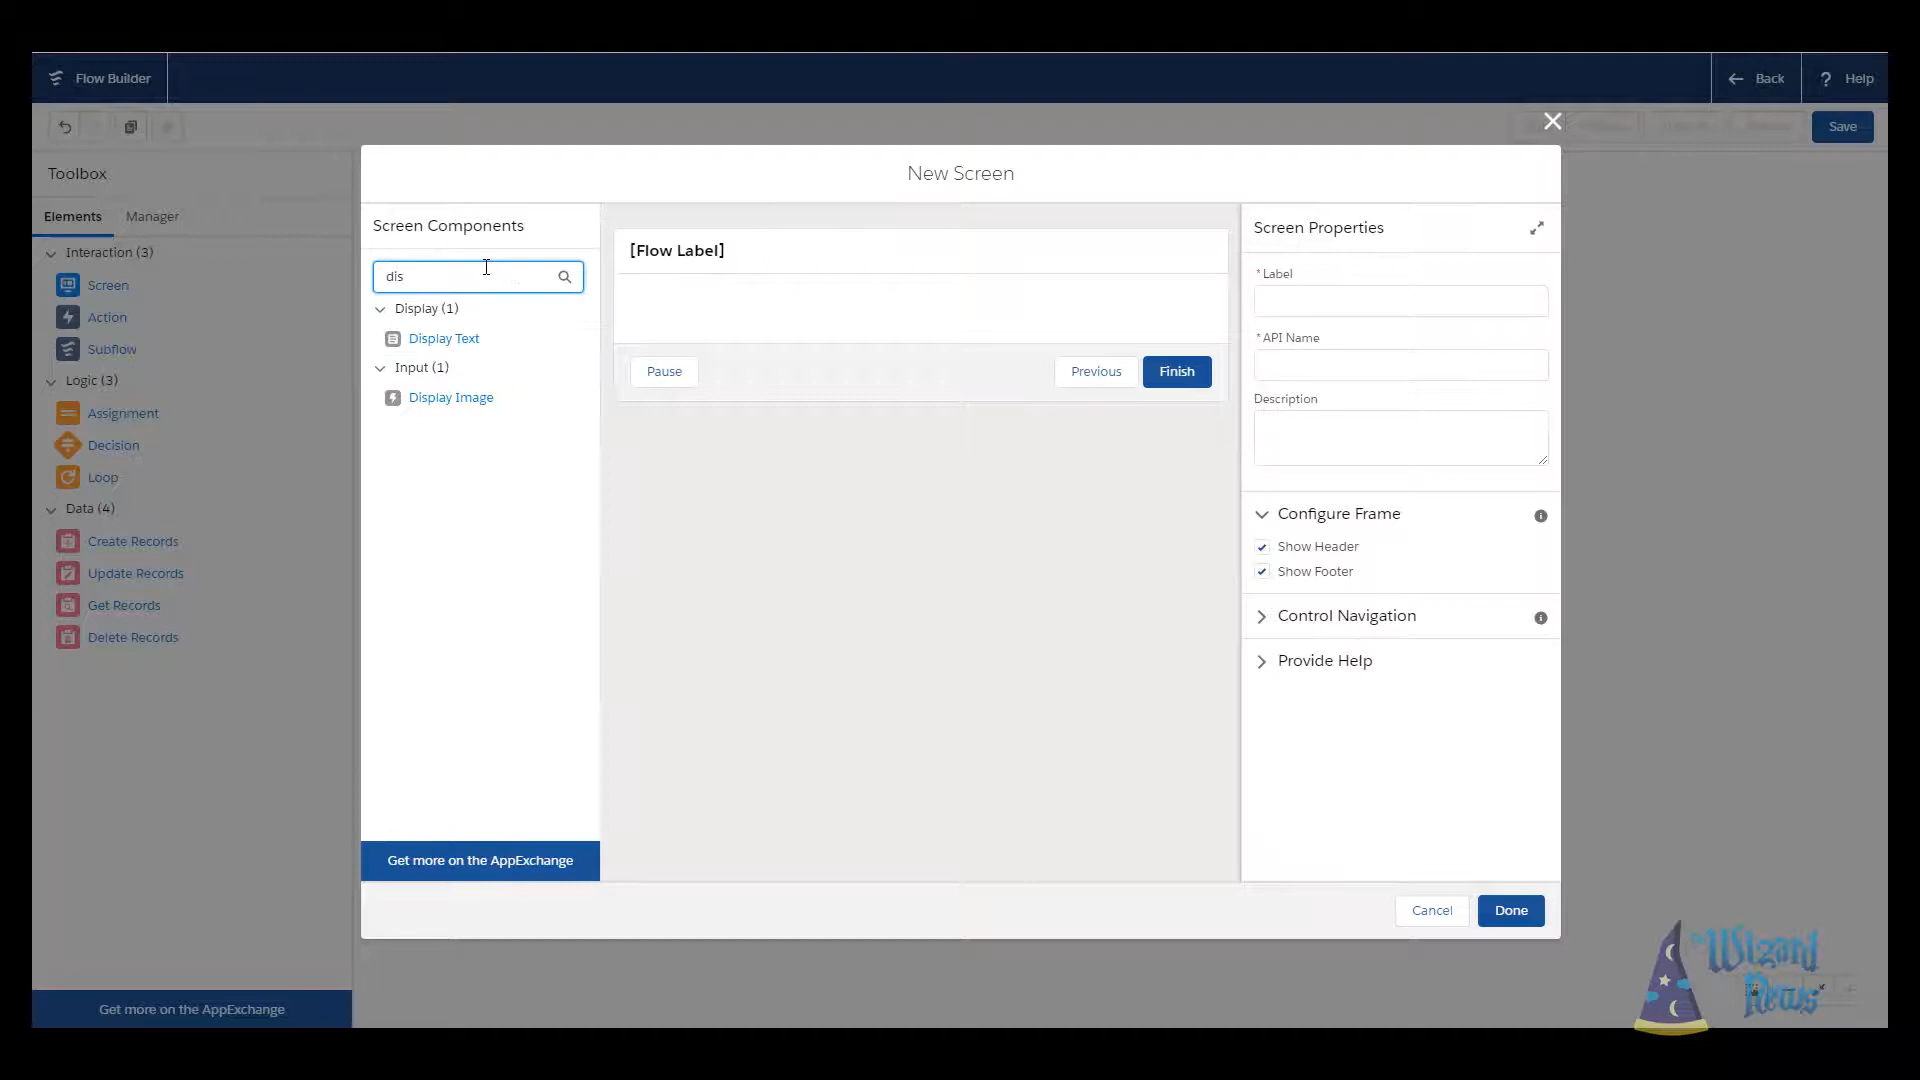 Flow Builder
Back
? Help
Save
Toolbox
Elements
Manager
Interaction (3)
Screen
Action
Subflow
Logic (3)
Assignment
Decision
Loop
Data (4)
Create Records
Update Records
Get Records
Delete Records
Get more on the AppExchange
New Screen
Screen Components
dis
Display (1)
Display Text
Input (1)
Display Image
Get more on the AppExchange
[Flow Label]
Pause
Previous
Finish
Screen Properties
* Label
* API Name
Description
Configure Frame
Show Header
Show Footer
Control Navigation
Provide Help
Cancel
Done
The Wizard
News